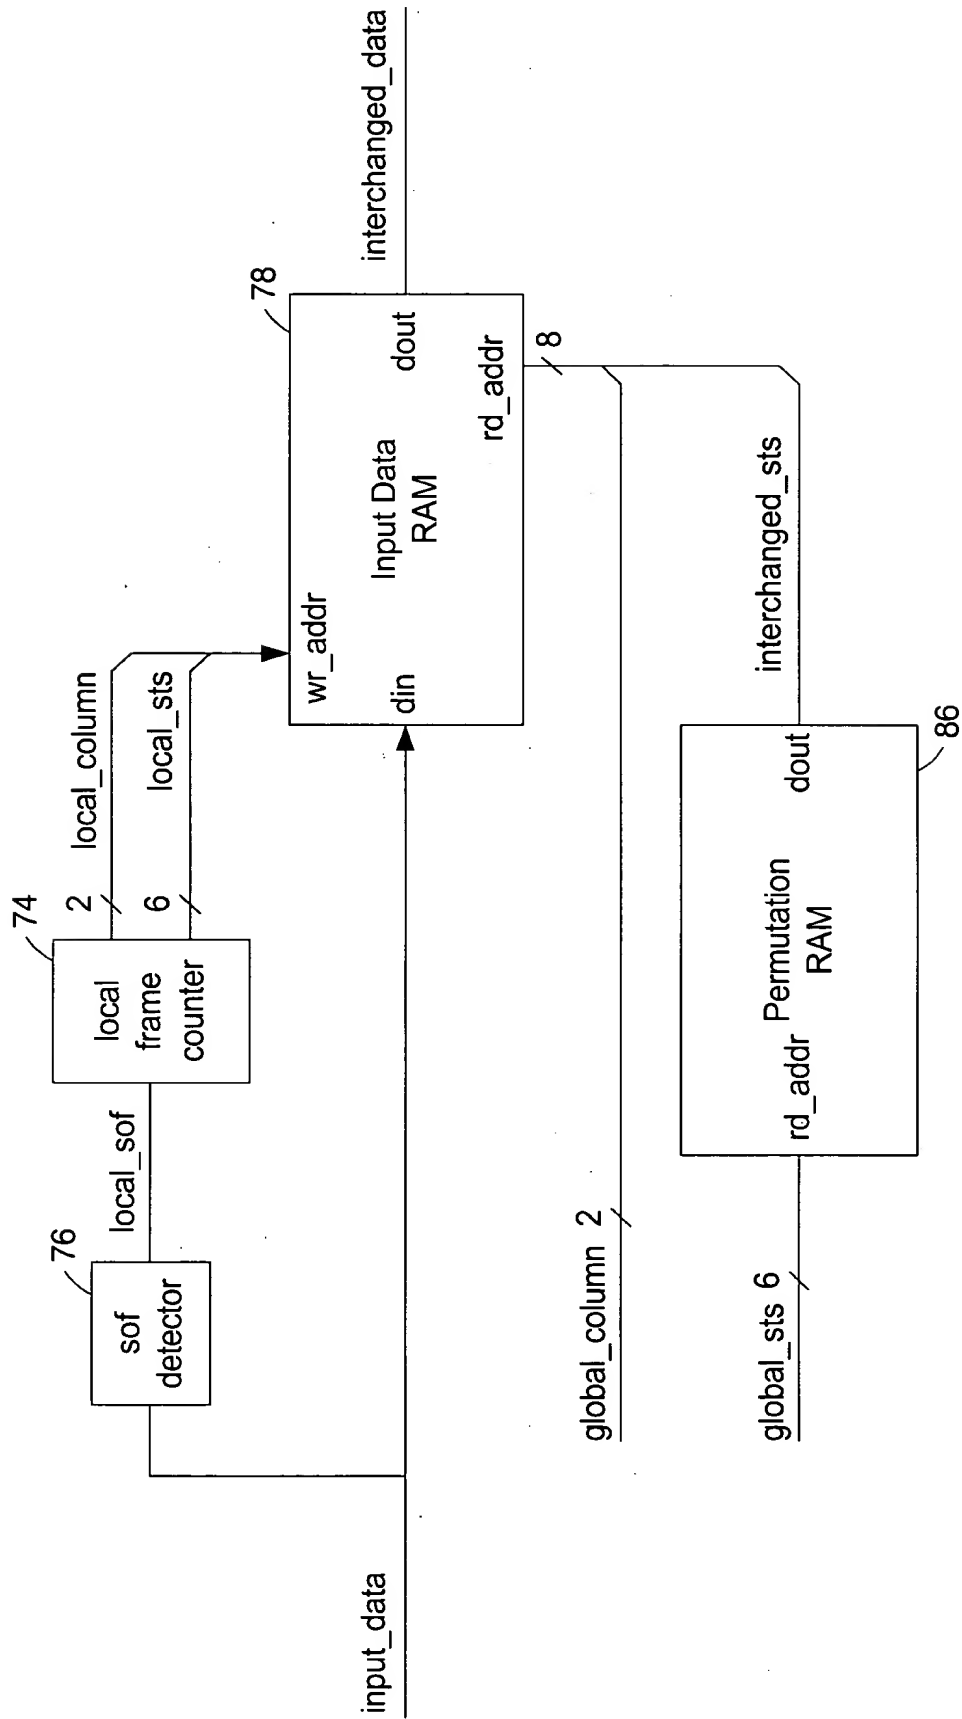 input_data
76
sof
detector
local_sof
74
local
frame
counter
2
local_column
6
local_sts
78
wr_addr
din
Input Data
RAM
dout
rd_addr
interchanged_data
8
global_column 2
global_sts 6
rd_addr
Permutation
RAM
dout
86
interchanged_sts